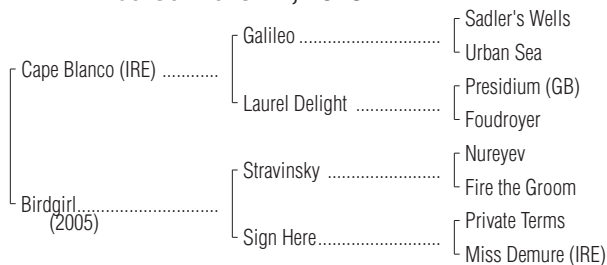 Sadler's Wells
Galileo ..............................
Urban Sea
Cape Blanco (IRE) ............
Presidium (GB)
Laurel Delight ..................
Foudroyer
Nureyev
Stravinsky ........................
Fire the Groom
Birdgirl..............................
(2005)
Private Terms
Sign Here..........................
Miss Demure (IRE)